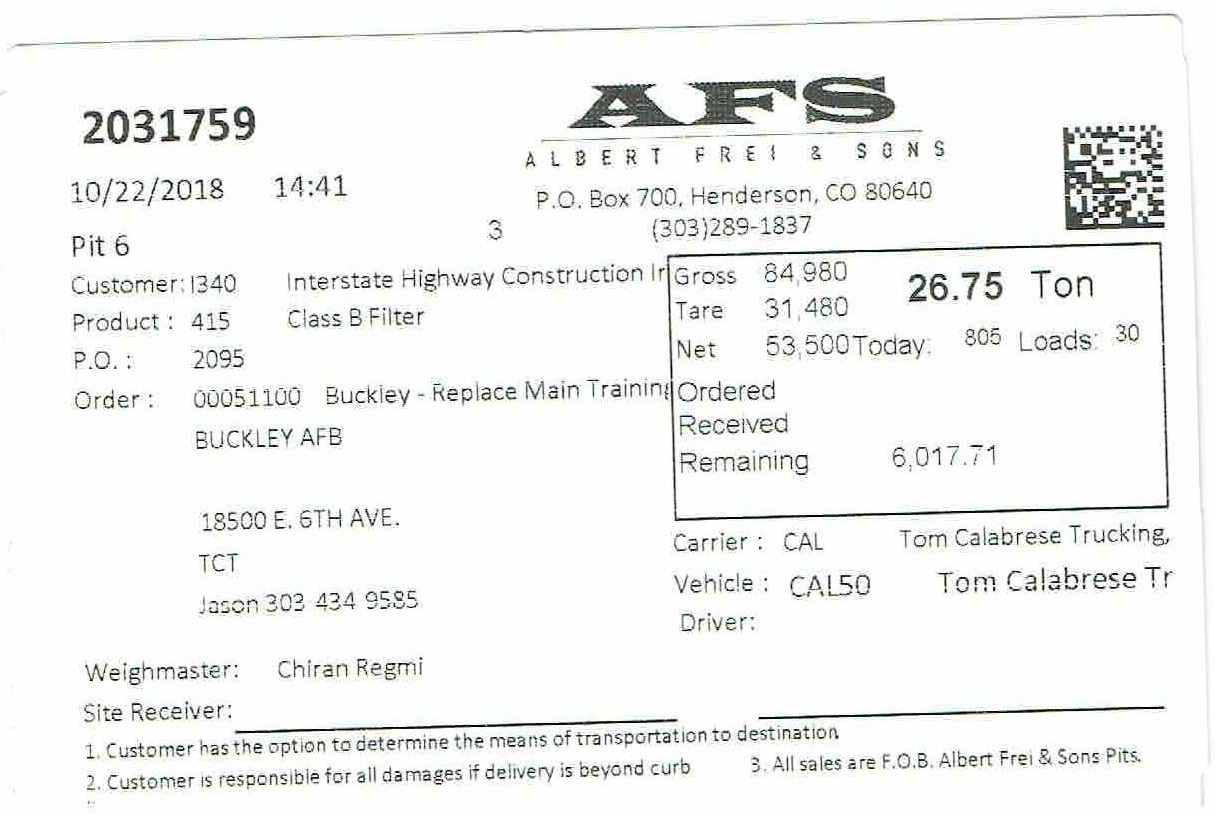 2031759
AFS
ALBERT FREI & SONS
10/22/2018 14:41
P.O. Box 700, Henderson, CO 80640
Pit 6
3
(303)289-1837
Customer: I340 Interstate Highway Construction Ir
Product : 415 Class B Filter
P.O. : 2095
Order : 00051100 Buckley - Replace Main Training
BUCKLEY AFB
18500 E. 6TH AVE.
TCT
Jason 303 434 9585
Gross 84,980 26.75 Ton
Tare 31,480
Net 53,500 Today: 805 Loads: 30
Ordered
Received
Remaining 6,017.71
Carrier : CAL Tom Calabrese Trucking,
Vehicle : CAL50 Tom Calabrese Tr
Driver:
Weighmaster: Chiran Regmi
Site Receiver:
1. Customer has the option to determine the means of transportation to destination
2. Customer is responsible for all damages if delivery is beyond curb 3. All sales are F.O.B. Albert Frei & Sons Pits.